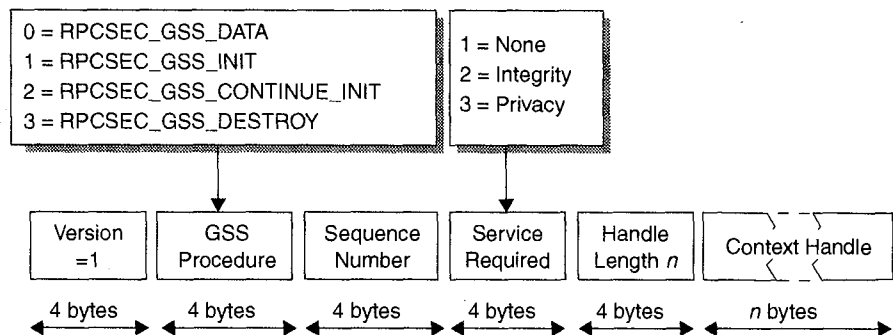 0 = RPCSEC_GSS_DATA
1 = RPCSEC_GSS_INIT
2 = RPCSEC_GSS_CONTINUE_INIT
3 = RPCSEC_GSS_DESTROY
1 = None
2 = Integrity
3 = Privacy
Version
=1
GSS
Procedure
Sequence
Number
Service
Required
Handle
Length n
Context Handle
4 bytes
4 bytes
4 bytes
4 bytes
4 bytes
n bytes